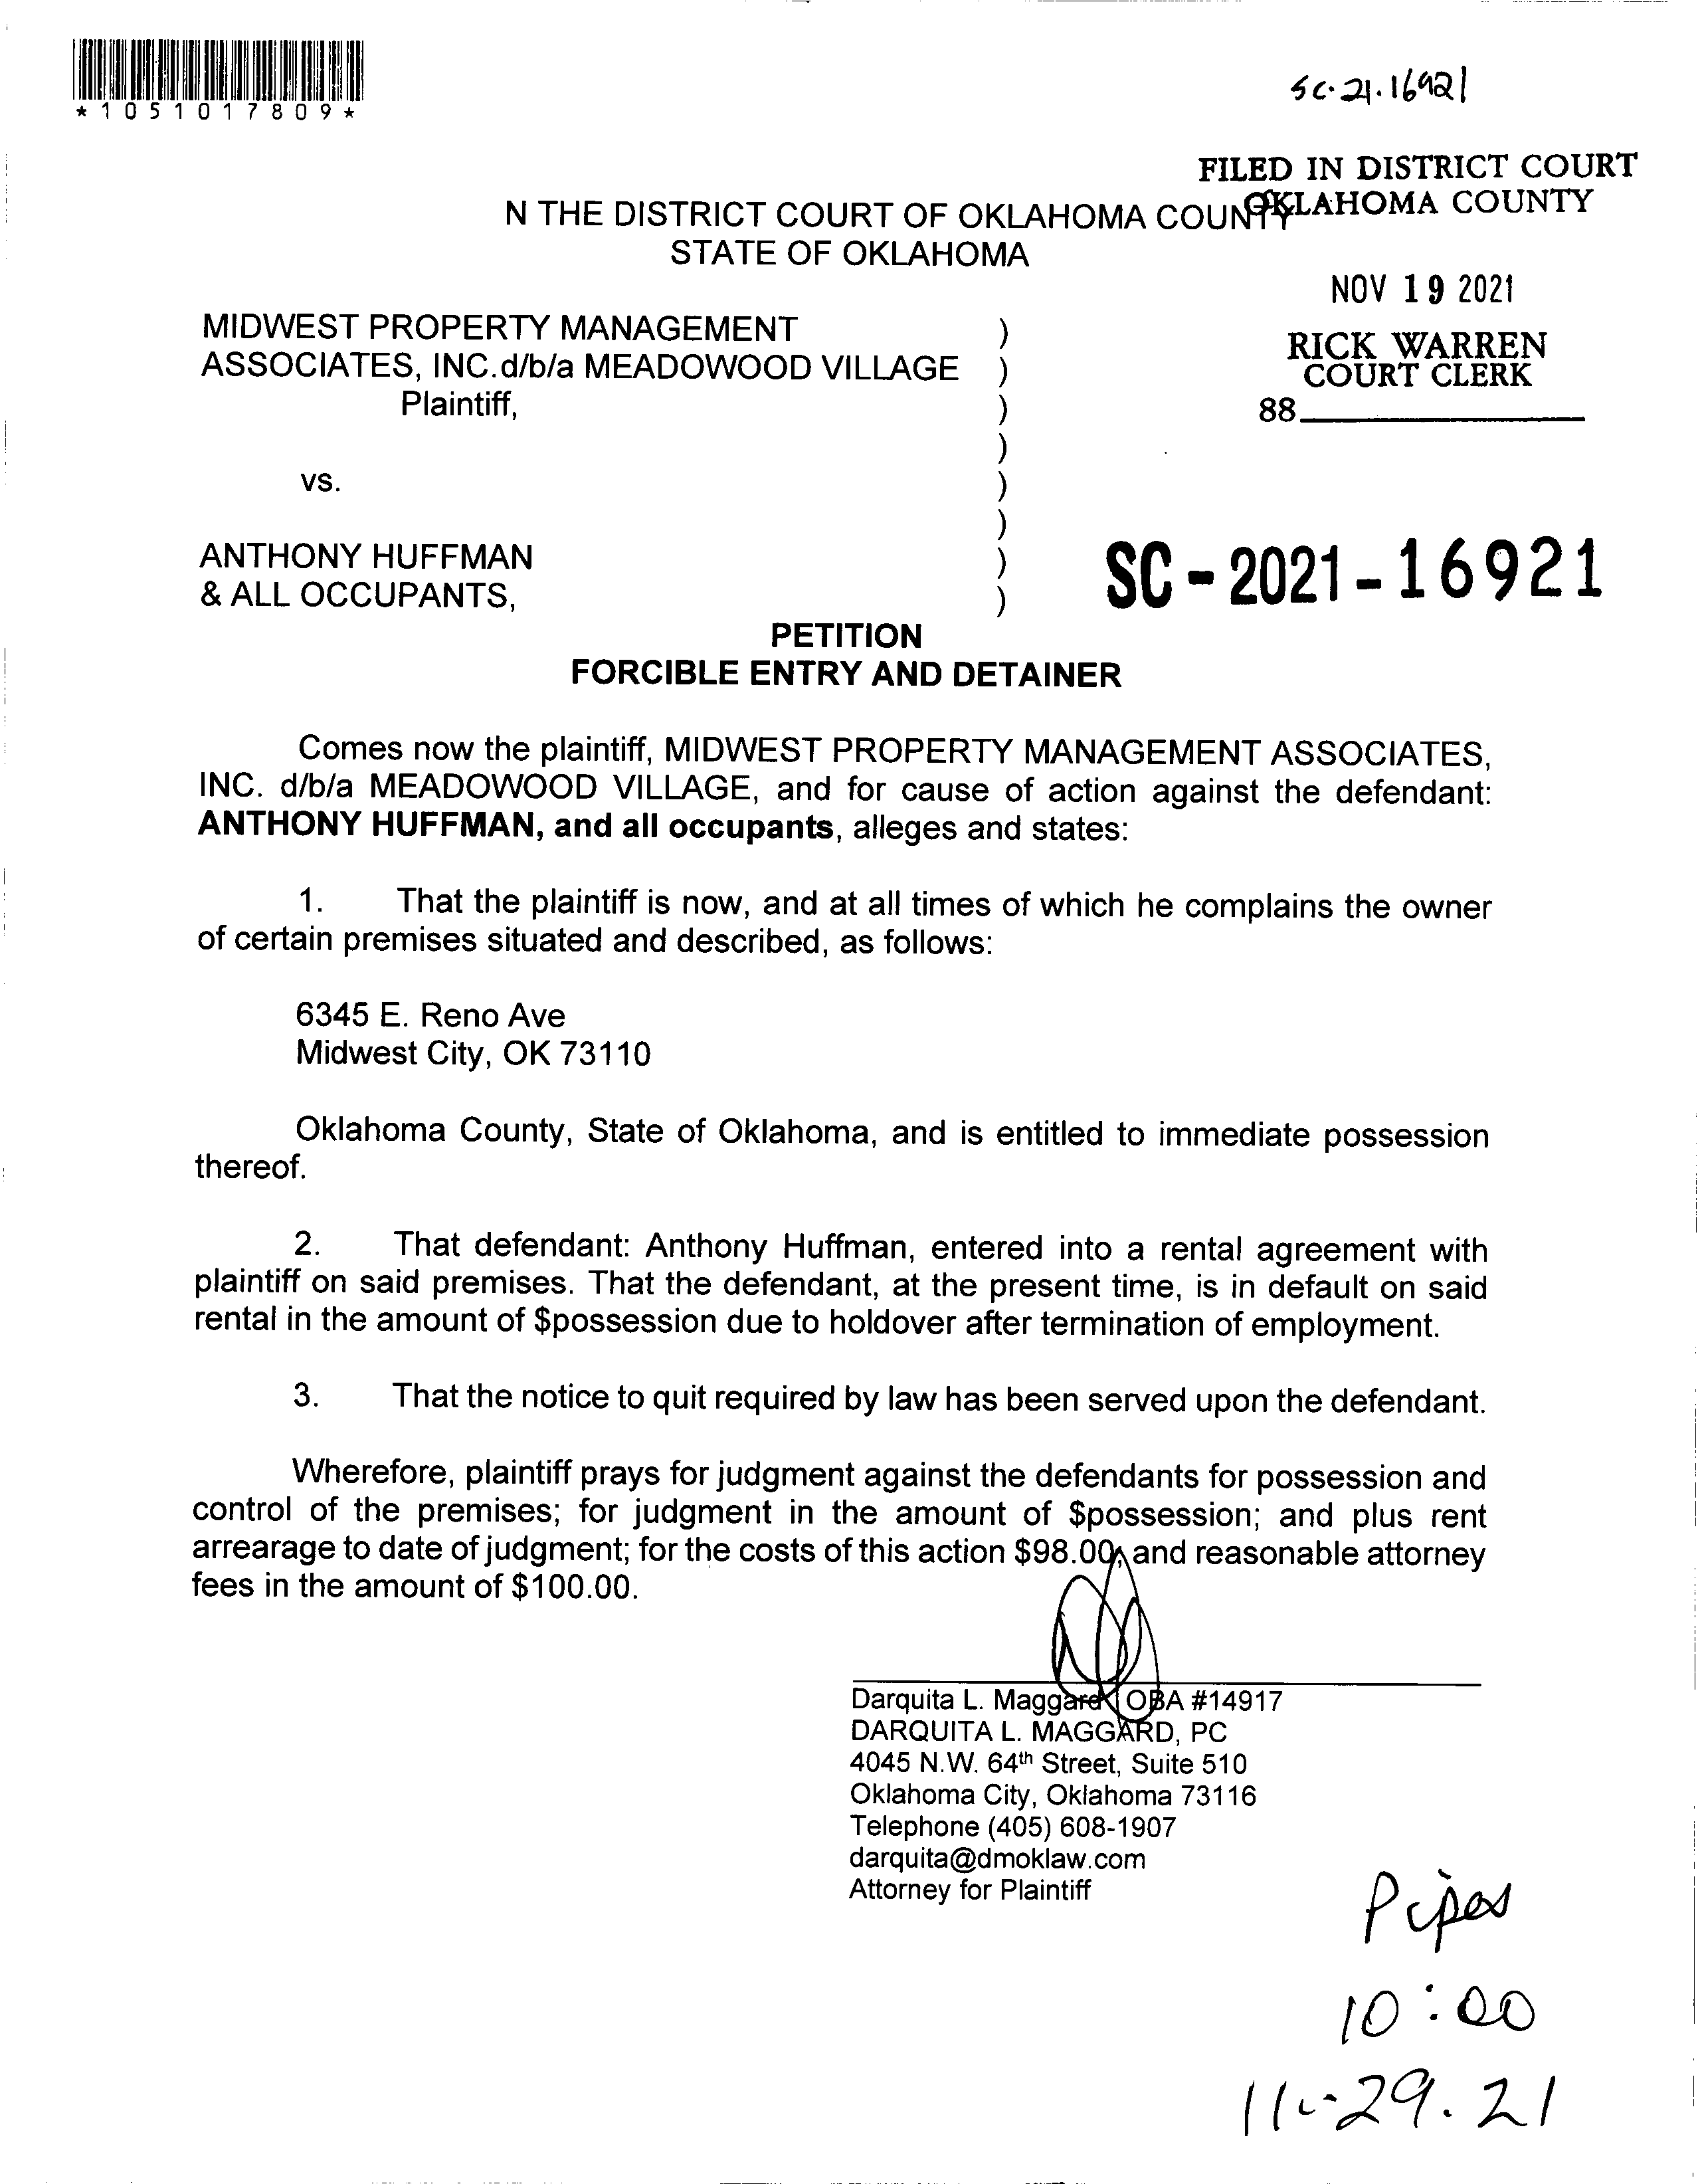 *1051017809*
SC-21-16921
FILED IN DISTRICT COURT
OKLAHOMA COUNTY
N THE DISTRICT COURT OF OKLAHOMA COUNTY
STATE OF OKLAHOMA
NOV 19 2021
RICK WARREN
COURT CLERK
88
MIDWEST PROPERTY MANAGEMENT )
ASSOCIATES, INC.d/b/a MEADOWOOD VILLAGE )
Plaintiff, )
)
vs. )
)
ANTHONY HUFFMAN )
& ALL OCCUPANTS, )
SC-2021-16921
PETITION
FORCIBLE ENTRY AND DETAINER
Comes now the plaintiff, MIDWEST PROPERTY MANAGEMENT ASSOCIATES,
INC. d/b/a MEADOWOOD VILLAGE, and for cause of action against the defendant:
ANTHONY HUFFMAN, and all occupants, alleges and states:
1. That the plaintiff is now, and at all times of which he complains the owner
of certain premises situated and described, as follows:
6345 E. Reno Ave
Midwest City, OK 73110
Oklahoma County, State of Oklahoma, and is entitled to immediate possession
thereof.
2. That defendant: Anthony Huffman, entered into a rental agreement with
plaintiff on said premises. That the defendant, at the present time, is in default on said
rental in the amount of $possession due to holdover after termination of employment.
3. That the notice to quit required by law has been served upon the defendant.
Wherefore, plaintiff prays for judgment against the defendants for possession and
control of the premises; for judgment in the amount of $possession; and plus rent
arrearage to date of judgment; for the costs of this action $98.00, and reasonable attorney
fees in the amount of $100.00.
Darquita L. Maggard OBA #14917
DARQUITA L. MAGGARD, PC
4045 N.W. 64th Street, Suite 510
Oklahoma City, Oklahoma 73116
Telephone (405) 608-1907
darquita@dmoklaw.com
Attorney for Plaintiff
Pipes
10:00
11-29.21